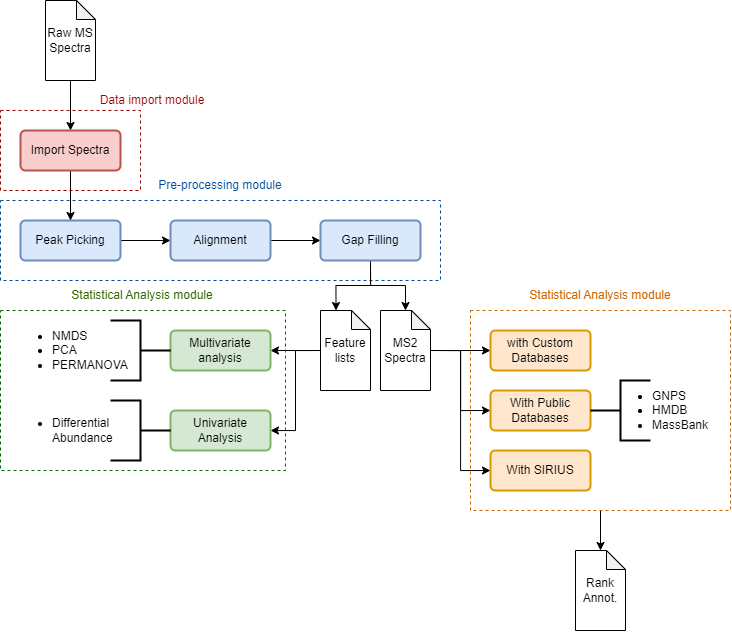 Raw MS
Spectra
Data import module
Import Spectra
Pre-processing module
Peak Picking
Alignment
Gap Filling
Statistical Analysis module
• NMDS
• PCA
• PERMANOVA
Multivariate
analysis
• Differential
Abundance
Univariate
Analysis
Feature
lists
MS2
Spectra
Statistical Analysis module
with Custom
Databases
With Public
Databases
• GNPS
• HMDB
• MassBank
With SIRIUS
Rank
Annot.